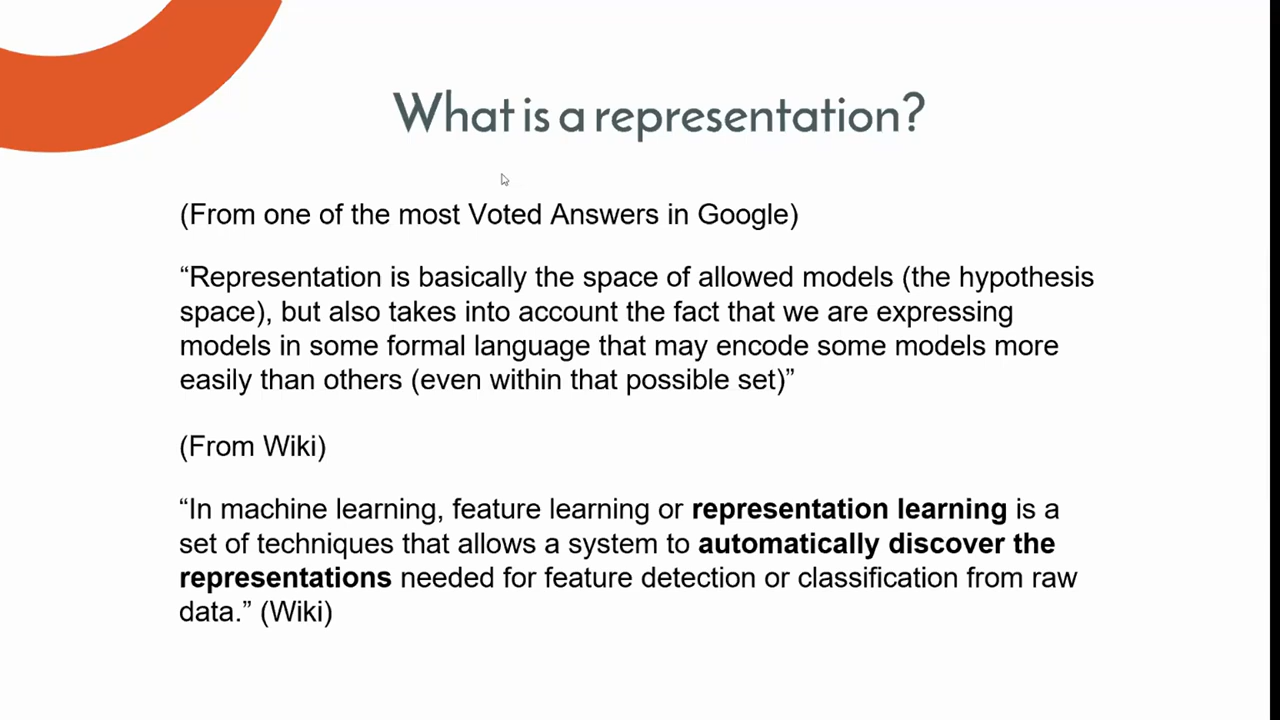 What is a representation?
(From one of the most Voted Answers in Google)
“Representation is basically the space of allowed models (the hypothesis
space), but also takes into account the fact that we are expressing
models in some formal language that may encode some models more
easily than others (even within that possible set)”
(From Wiki)
“In machine learning, feature learning or representation learning is a
set of techniques that allows a system to automatically discover the
representations needed for feature detection or classification from raw
data.” (Wiki)